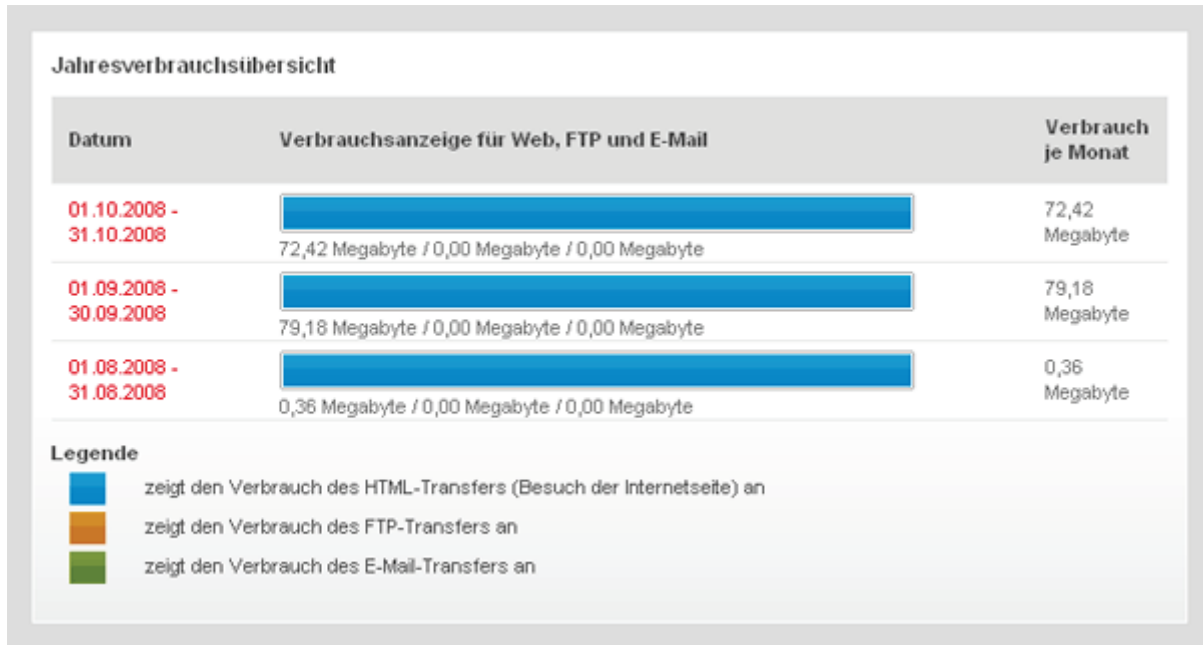 Jahresverbrauchsübersicht
Datum
Verbrauchsanzeige für Web, FTP und E-Mail
Verbrauch
je Monat
01.10.2008 -
31.10.2008
72,42 Megabyte / 0,00 Megabyte / 0,00 Megabyte
72,42
Megabyte
01.09.2008 -
30.09.2008
79,18 Megabyte / 0,00 Megabyte / 0,00 Megabyte
79,18
Megabyte
01.08.2008 -
31.08.2008
0,36 Megabyte / 0,00 Megabyte / 0,00 Megabyte
0,36
Megabyte
Legende
zeigt den Verbrauch des HTML-Transfers (Besuch der Internetseite) an
zeigt den Verbrauch des FTP-Transfers an
zeigt den Verbrauch des E-Mail-Transfers an